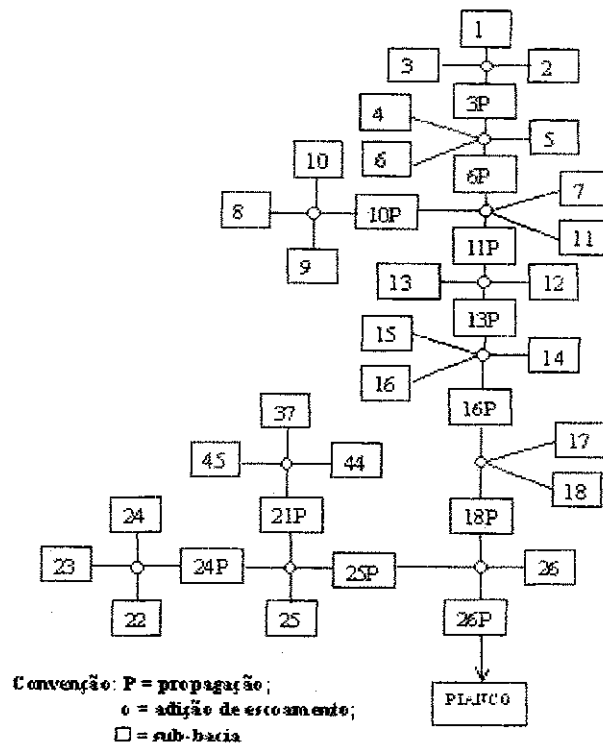 1
3
2
3P
4
5
6
10
6P
7
8
10P
11
9
11P
13
12
13P
15
14
16
16P
37
17
45
44
18
24
21P
18P
23
24P
25P
26
22
25
26P
Convenção: P = propagação;
o = adição de escoamento;
PIANCO
= sub-bacia